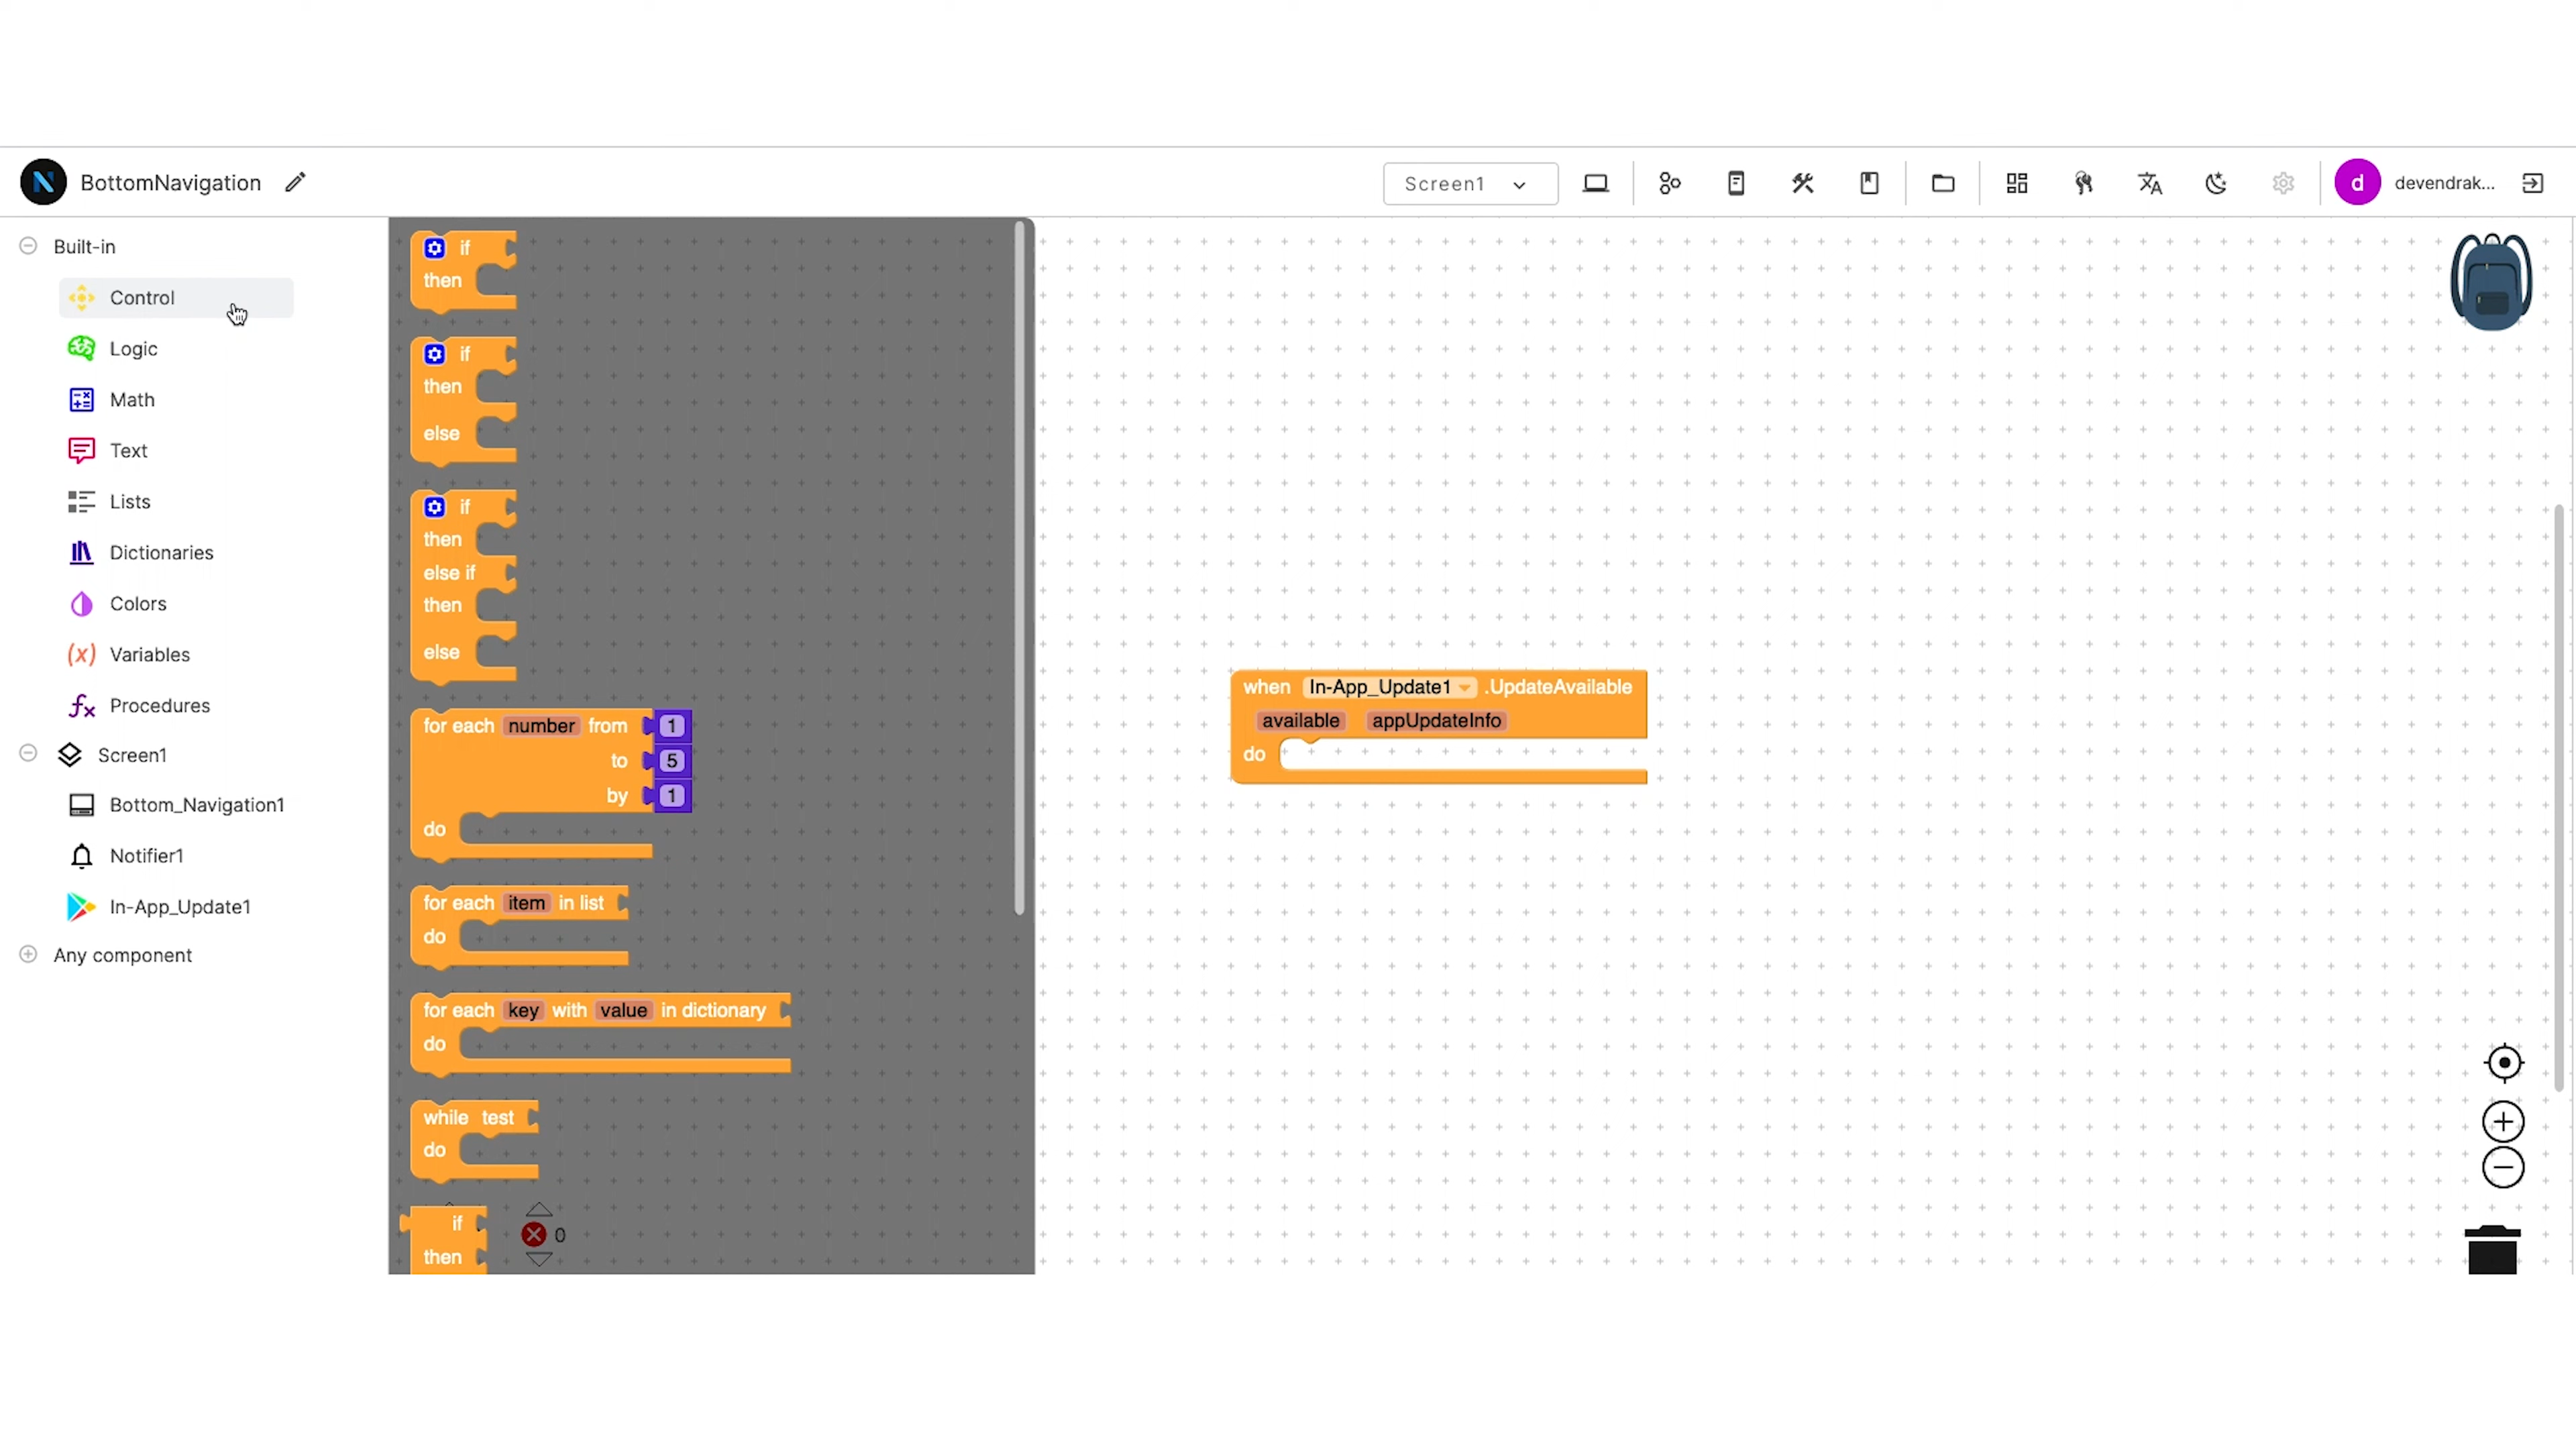 BottomNavigation
Screen1
d
devendrak...
Built-in
Control
Logic
Math
Text
Lists
Dictionaries
Colors
(x) Variables
Procedures
Screen1
Bottom_Navigation1
Notifier1
In-App_Update1
Any component
if
then
if
then
else
if
then
else if
then
else
for each number from 1
to 5
by 1
do
for each item in list
do
for each key with value in dictionary
do
while test
do
if
then
0
when In-App_Update1 .UpdateAvailable
available appUpdateInfo
do